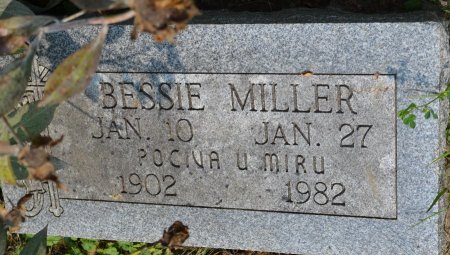 BESSIE MILLER
JAN. 10 JAN. 27
POCIVA U MIRU
1902 1982